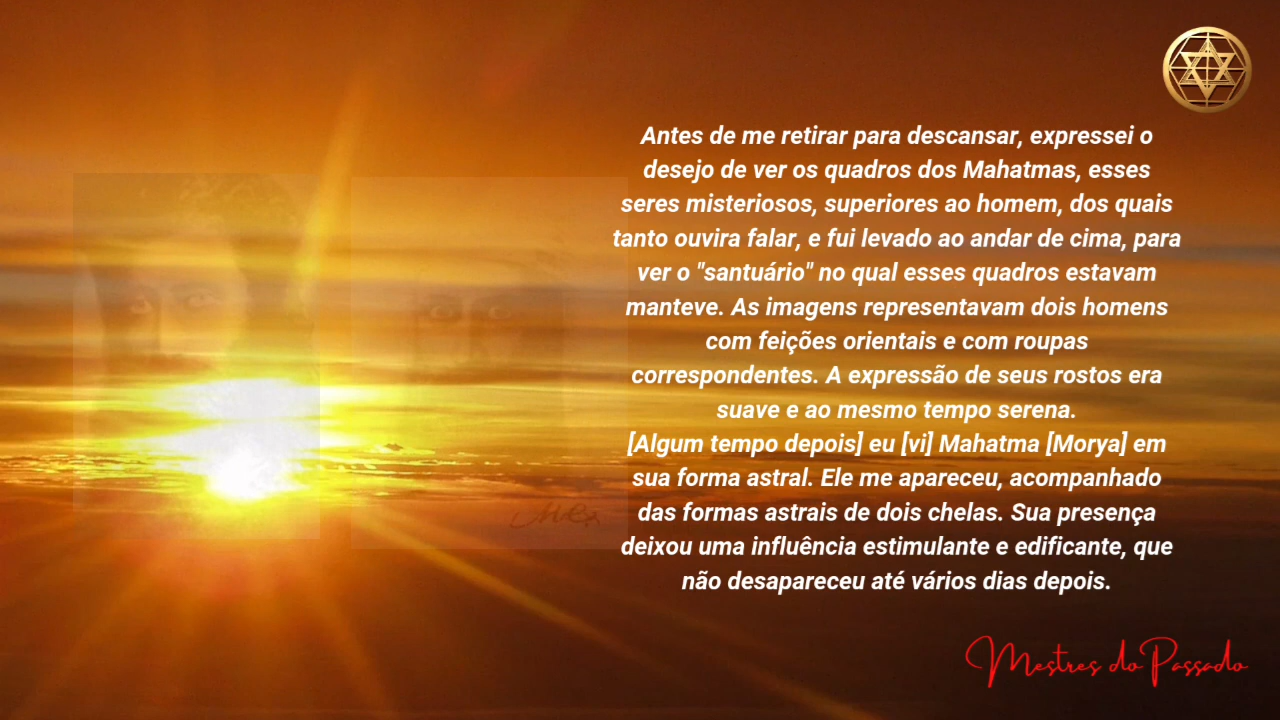 Antes de me retirar para descansar, expressei o
desejo de ver os quadros dos Mahatmas, esses
seres misteriosos, superiores ao homem, dos quais
tanto ouvira falar, e fui levado ao andar de cima, para
ver o "santuário" no qual esses quadros estavam
manteve. As imagens representavam dois homens
com feições orientais e com roupas
correspondentes. A expressão de seus rostos era
suave e ao mesmo tempo serena.
[Algum tempo depois] eu [vi] Mahatma [Morya] em
sua forma astral. Ele me apareceu, acompanhado
das formas astrais de dois chelas. Sua presença
deixou uma influência estimulante e edificante, que
não desapareceu até vários dias depois.
Mestres do Passado